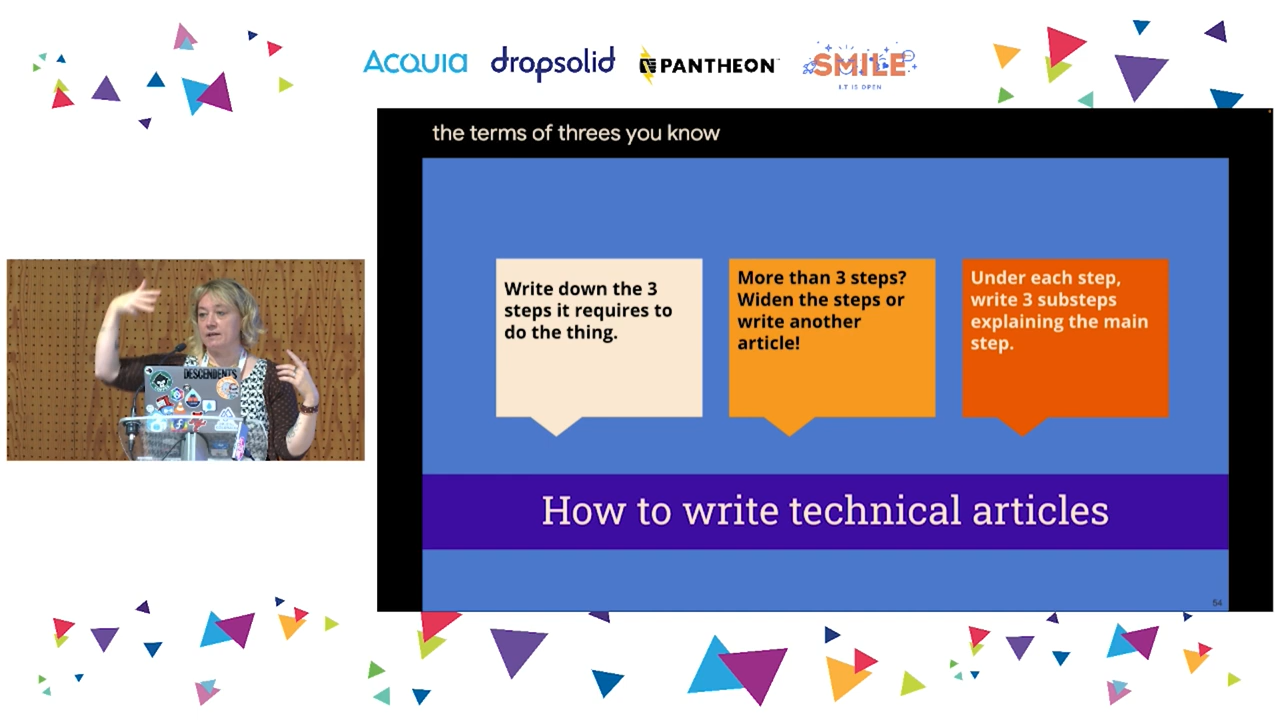 ACQUIA dropsolid PANTHEON SMILE
I.T IS OPEN
the terms of threes you know
Write down the 3
steps it requires to
do the thing.
More than 3 steps?
Widen the steps or
write another
article!
Under each step,
write 3 substeps
explaining the main
step.
DESCENDENTS
How to write technical articles
54